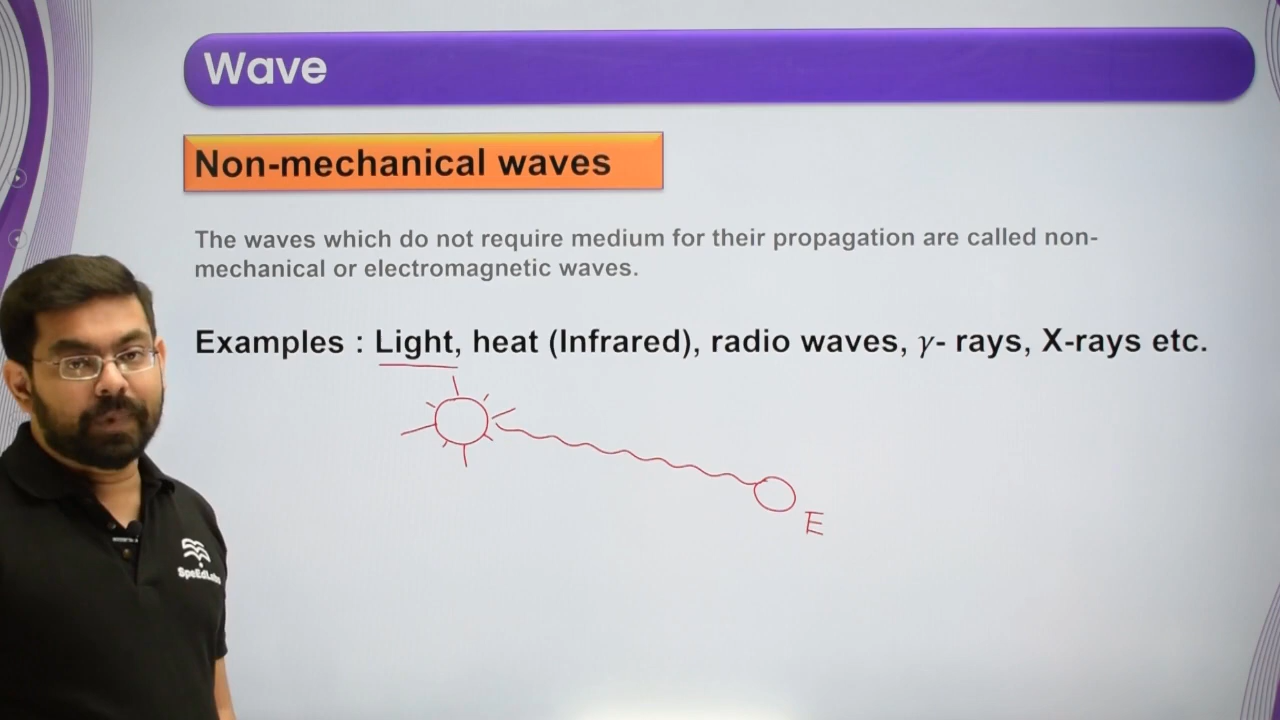 Wave
Non-mechanical waves
The waves which do not require medium for their propagation are called non-
mechanical or electromagnetic waves.
Examples : Light, heat (Infrared), radio waves, γ- rays, X-rays etc.
E
SpeEdLabs